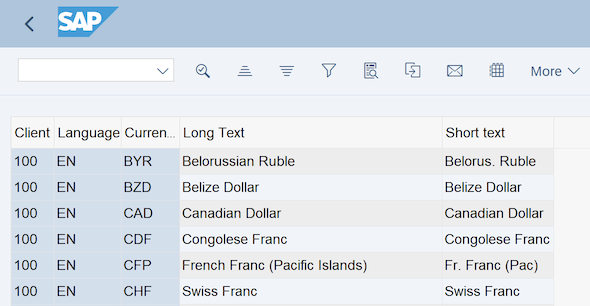 SAP
More
Client Language Curren... Long Text Short text
100 EN BYR Belorussian Ruble Belorus. Ruble
100 EN BZD Belize Dollar Belize Dollar
100 EN CAD Canadian Dollar Canadian Dollar
100 EN CDF Congolese Franc Congolese Franc
100 EN CFP French Franc (Pacific Islands) Fr. Franc (Pac)
100 EN CHF Swiss Franc Swiss Franc